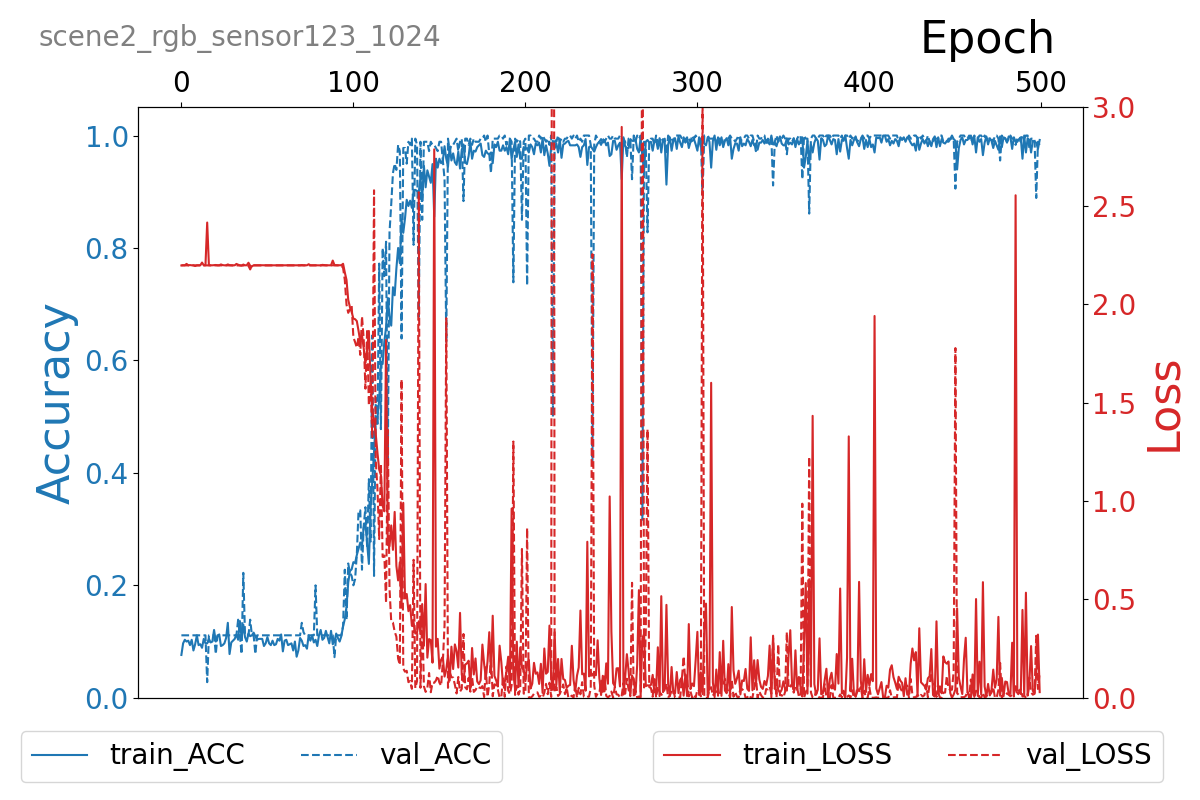 scene2_rgb_sensor123_1024
Epoch
0 100 200 300 400 500
Accuracy
1.0
0.8
0.6
0.4
0.2
0.0
Loss
3.0
2.5
2.0
1.5
1.0
0.5
0.0
train_ACC val_ACC
train_LOSS val_LOSS